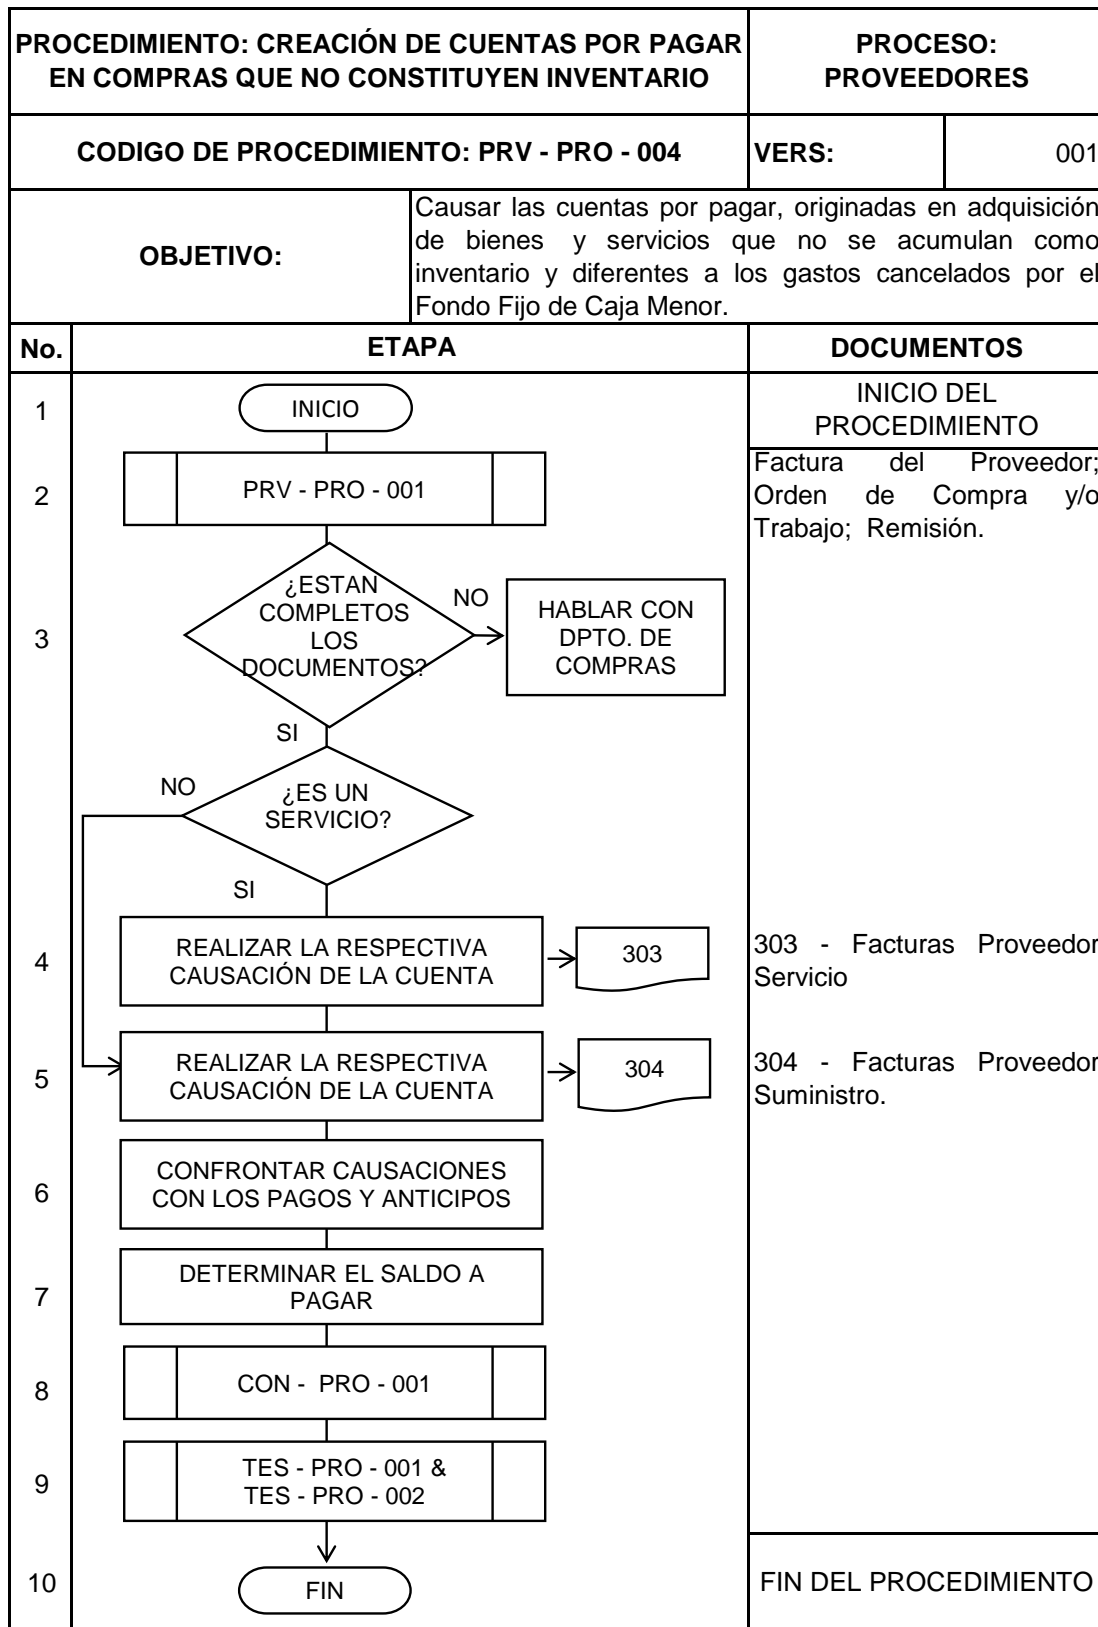 PROCEDIMIENTO: CREACIÓN DE CUENTAS POR PAGAR
EN COMPRAS QUE NO CONSTITUYEN INVENTARIO
PROCESO:
PROVEEDORES
CODIGO DE PROCEDIMIENTO: PRV - PRO - 004
VERS:
001
OBJETIVO:
Causar las cuentas por pagar, originadas en adquisición
de bienes y servicios que no se acumulan como
inventario y diferentes a los gastos cancelados por el
Fondo Fijo de Caja Menor.
No.
ETAPA
DOCUMENTOS
1
INICIO
INICIO DEL
PROCEDIMIENTO
2
PRV - PRO - 001
Factura del Proveedor;
Orden de Compra y/o
Trabajo; Remisión.
3
¿ESTAN
COMPLETOS
LOS
DOCUMENTOS?
NO
HABLAR CON
DPTO. DE
COMPRAS
SI
NO
¿ES UN
SERVICIO?
SI
4
REALIZAR LA RESPECTIVA
CAUSACIÓN DE LA CUENTA
303
303 - Facturas Proveedor
Servicio
5
REALIZAR LA RESPECTIVA
CAUSACIÓN DE LA CUENTA
304
304 - Facturas Proveedor
Suministro.
6
CONFRONTAR CAUSACIONES
CON LOS PAGOS Y ANTICIPOS
7
DETERMINAR EL SALDO A
PAGAR
8
CON - PRO - 001
9
TES - PRO - 001 &
TES - PRO - 002
10
FIN
FIN DEL PROCEDIMIENTO